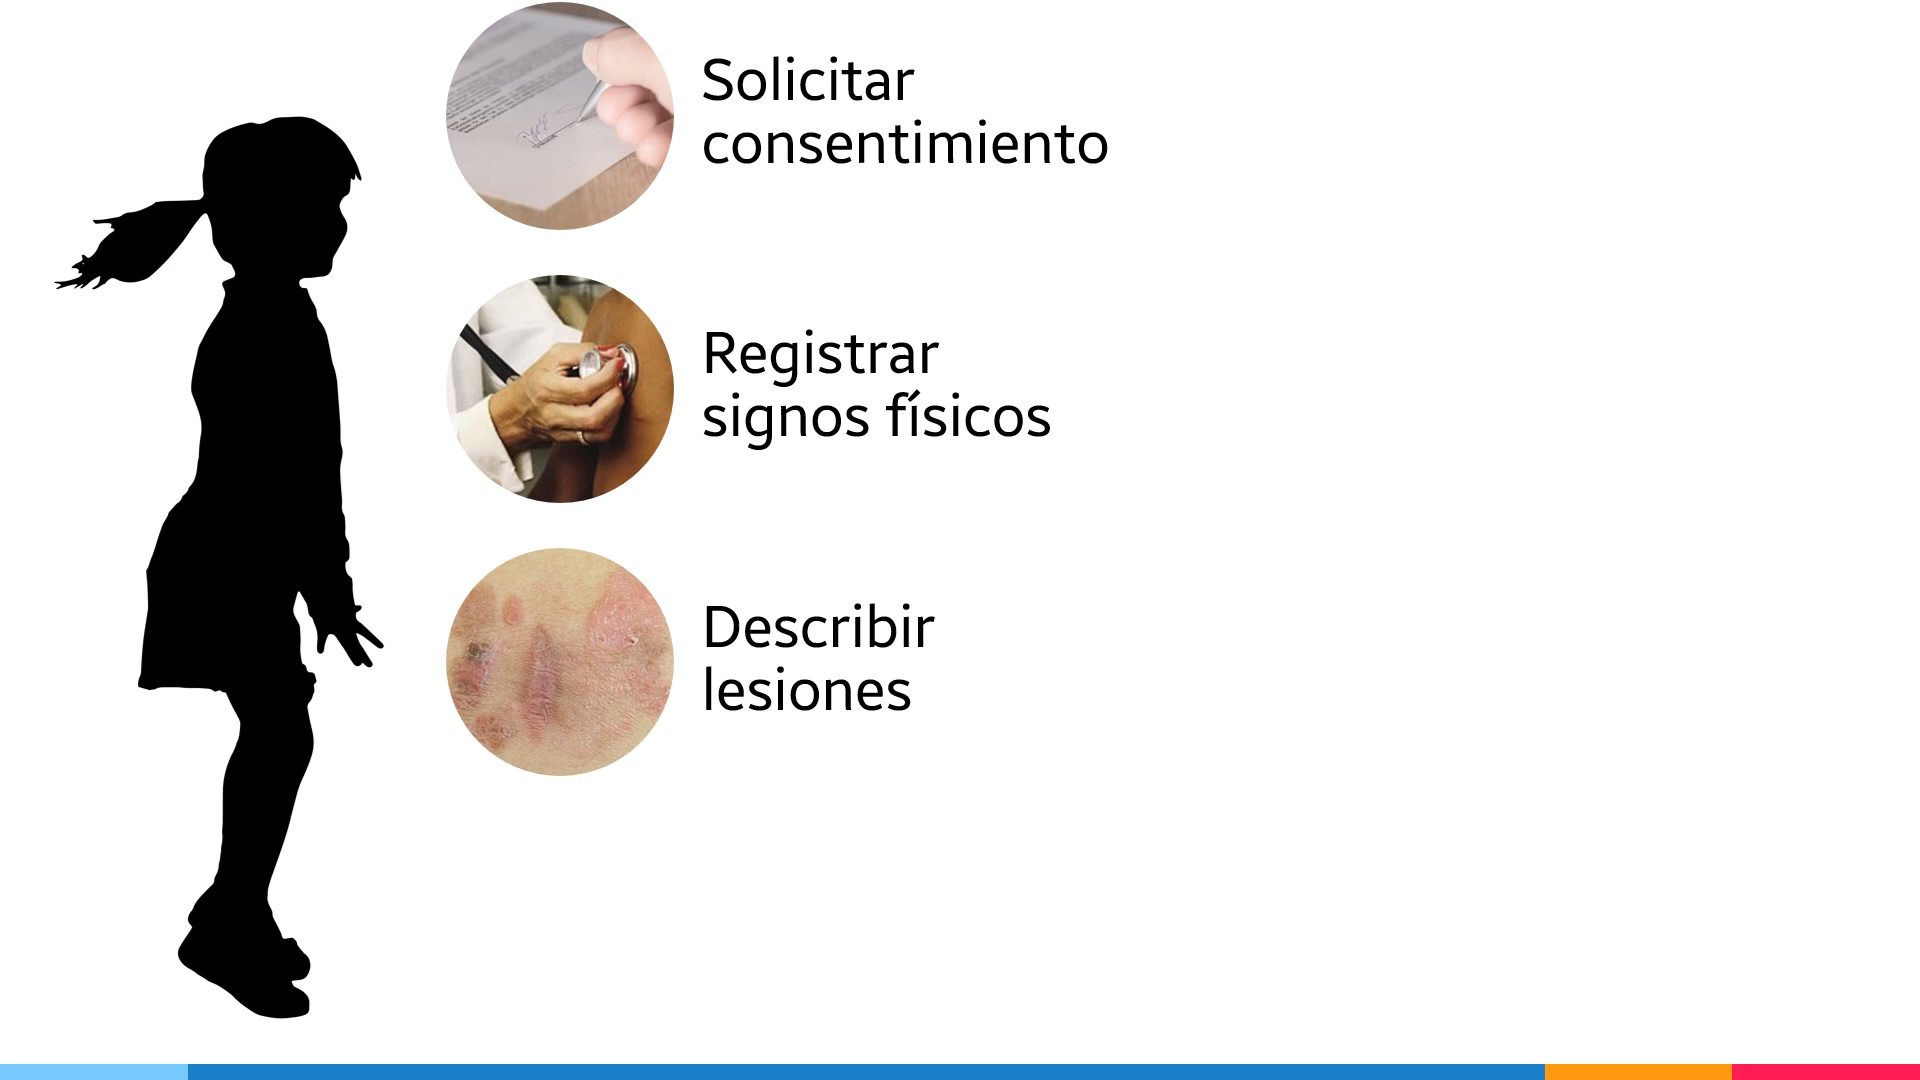 Solicitar
consentimiento
Registrar
signos físicos
Describir
lesiones